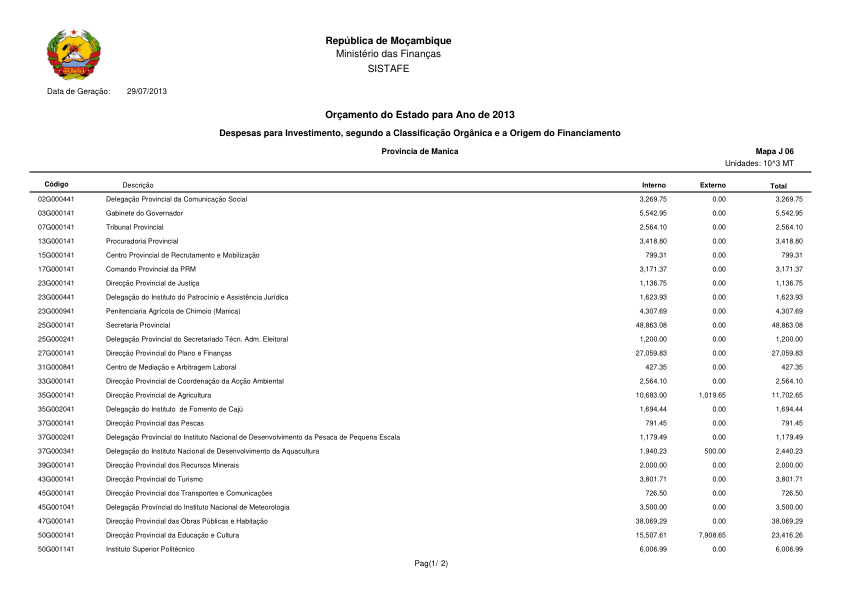 República de Moçambique
Ministério das Finanças
SISTAFE
Data de Geração: 29/07/2013
Orçamento do Estado para Ano de 2013
Despesas para Investimento, segundo a Classificação Orgânica e a Origem do Financiamento
Provincia de Manica Mapa J 06
Unidades: 10^3 MT
Código Descrição Interno Externo Total
02G000441 Delegação Provincial da Comunicação Social 3,269.75 0.00 3,269.75
03G000141 Gabinete do Governador 5,542.95 0.00 5,542.95
07G000141 Tribunal Provincial 2,564.10 0.00 2,564.10
13G000141 Procuradoria Provincial 3,418.80 0.00 3,418.80
15G000141 Centro Provincial de Recrutamento e Mobilização 799.31 0.00 799.31
17G000141 Comando Provincial da PRM 3,171.37 0.00 3,171.37
23G000141 Direcção Provincial de Justiça 1,136.75 0.00 1,136.75
23G000441 Delegação do Instituto do Patrocínio e Assistência Jurídica 1,623.93 0.00 1,623.93
23G000941 Penitenciaria Agrícola de Chimoio (Manica) 4,307.69 0.00 4,307.69
25G000141 Secretaria Provincial 48,863.08 0.00 48,863.08
25G000241 Delegação Provincial do Secretariado Técn. Adm. Eleitoral 1,200.00 0.00 1,200.00
27G000141 Direcção Provincial do Plano e Finanças 27,059.83 0.00 27,059.83
31G000841 Centro de Mediação e Arbitragem Laboral 427.35 0.00 427.35
33G000141 Direcção Provincial de Coordenação da Acção Ambiental 2,564.10 0.00 2,564.10
35G000141 Direcção Provincial de Agricultura 10,683.00 1,019.65 11,702.65
35G002041 Delegação do Instituto de Fomento de Cajú 1,694.44 0.00 1,694.44
37G000141 Direcção Provincial das Pescas 791.45 0.00 791.45
37G000241 Delegação Provincial do Instituto Nacional de Desenvolvimento da Pesaca de Pequena Escala 1,179.49 0.00 1,179.49
37G000341 Delegação do Instituto Nacional de Desenvolvimento da Aquacultura 1,940.23 500.00 2,440.23
39G000141 Direcção Provincial dos Recursos Minerais 2,000.00 0.00 2,000.00
43G000141 Direcção Provincial do Turismo 3,801.71 0.00 3,801.71
45G000141 Direcção Provincial dos Transportes e Comunicações 726.50 0.00 726.50
45G001041 Delegação Provincial do Instituto Nacional de Meteorologia 3,500.00 0.00 3,500.00
47G000141 Direcção Provincial das Obras Públicas e Habitação 38,069.29 0.00 38,069.29
50G000141 Direcção Provincial da Educação e Cultura 15,507.61 7,908.65 23,416.26
50G001141 Instituto Superior Politécnico 6,006.99 0.00 6,006.99
Pag(1/ 2)